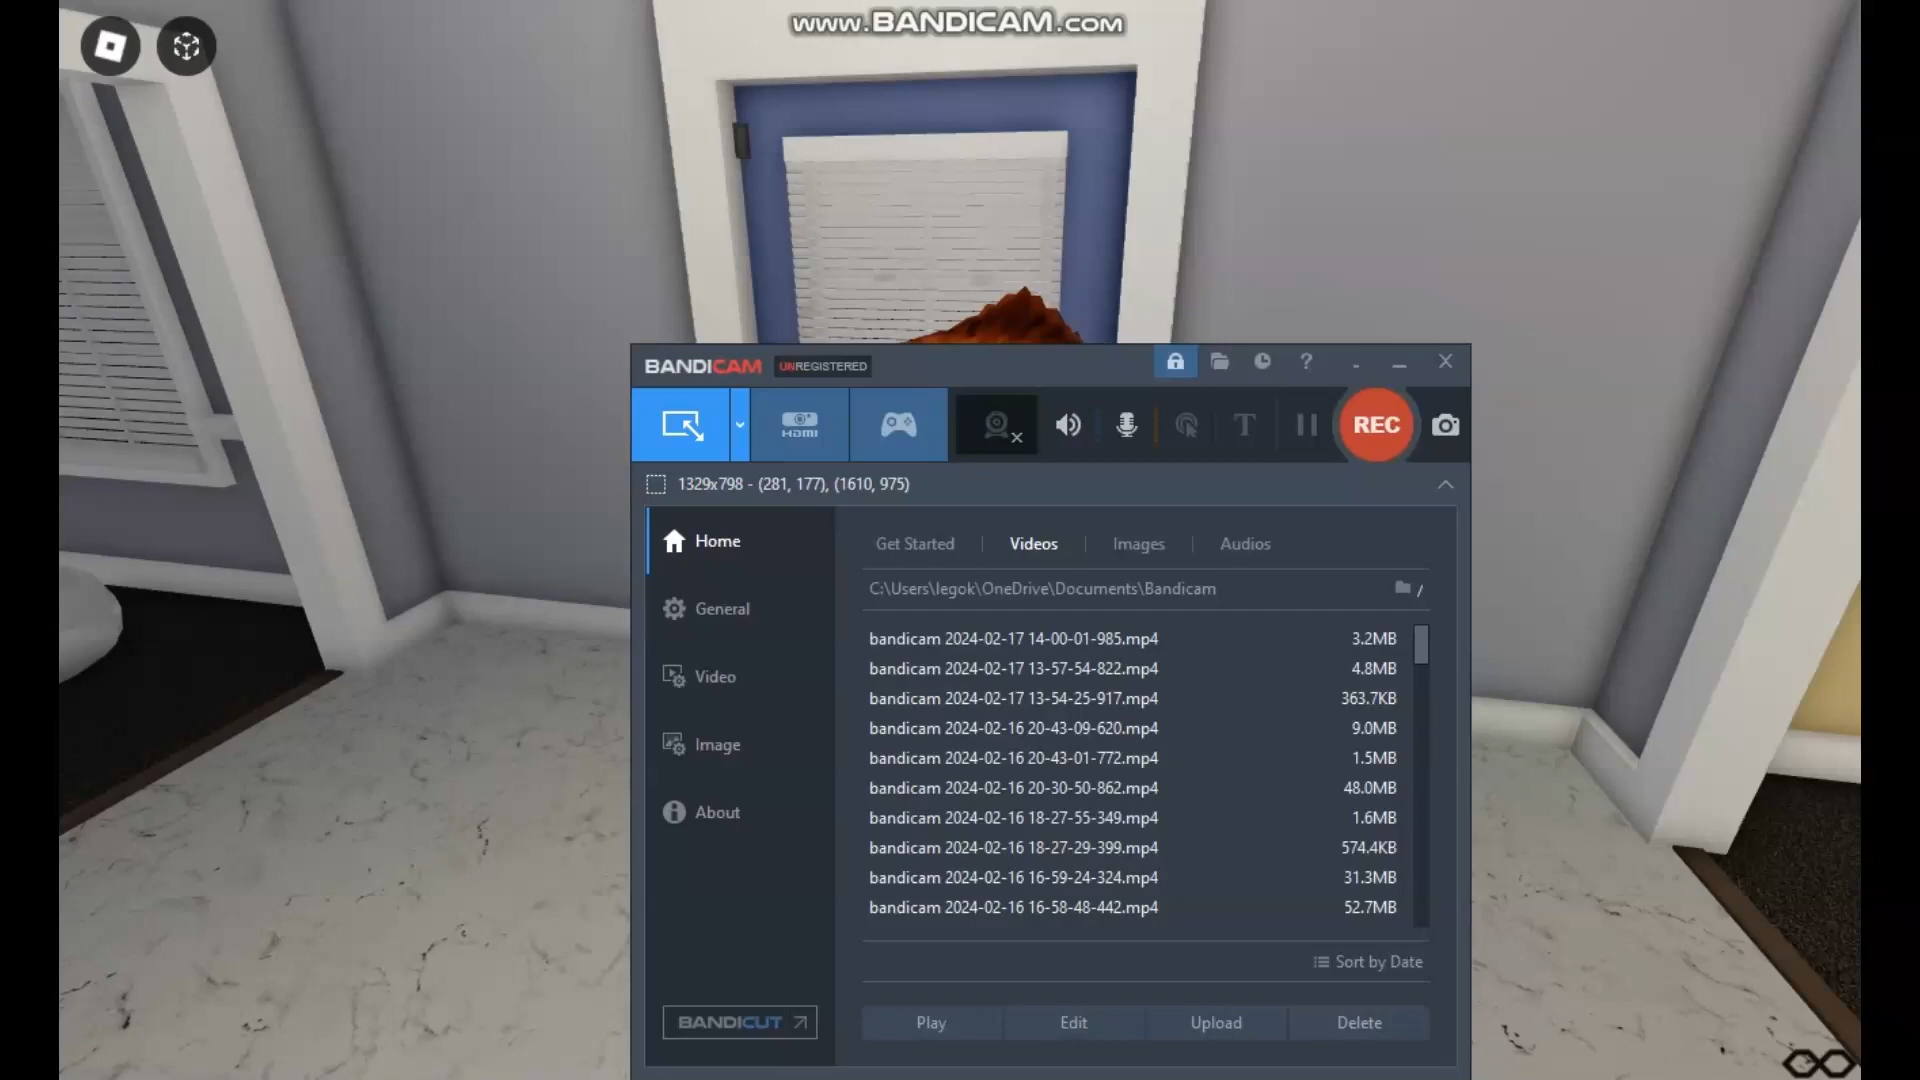 www.BANDICAM.com
BANDICAM UNREGISTERED
?
HDMI
T
REC
1329x798 - (281, 177), (1610, 975)
Home
General
Video
Image
About
BANDICUT
Get Started
Videos
Images
Audios
C:\Users\legok\OneDrive\Documents\Bandicam
/
bandicam 2024-02-17 14-00-01-985.mp4 3.2MB
bandicam 2024-02-17 13-57-54-822.mp4 4.8MB
bandicam 2024-02-17 13-54-25-917.mp4 363.7KB
bandicam 2024-02-16 20-43-09-620.mp4 9.0MB
bandicam 2024-02-16 20-43-01-772.mp4 1.5MB
bandicam 2024-02-16 20-30-50-862.mp4 48.0MB
bandicam 2024-02-16 18-27-55-349.mp4 1.6MB
bandicam 2024-02-16 18-27-29-399.mp4 574.4KB
bandicam 2024-02-16 16-59-24-324.mp4 31.3MB
bandicam 2024-02-16 16-58-48-442.mp4 52.7MB
Sort by Date
Play
Edit
Upload
Delete